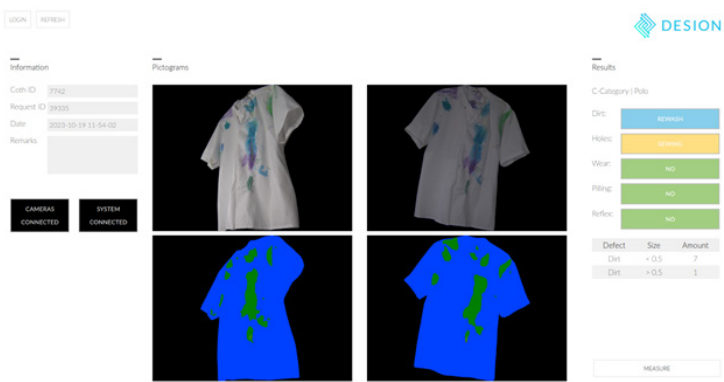 LOGIN REFRESH
DESION
Information
Coth ID 7742
Request ID 39335
Date 2023-10-19 11-54-02
Remarks
CAMERAS CONNECTED
SYSTEM CONNECTED
Pictograms
Results
C-Category | Polo
Dirt: REWASH
Holes: SEWING
Wear: NO
Pilling: NO
Reflex: NO
Defect Size Amount
Dirt < 0.5 7
Dirt > 0.5 1
MEASURE